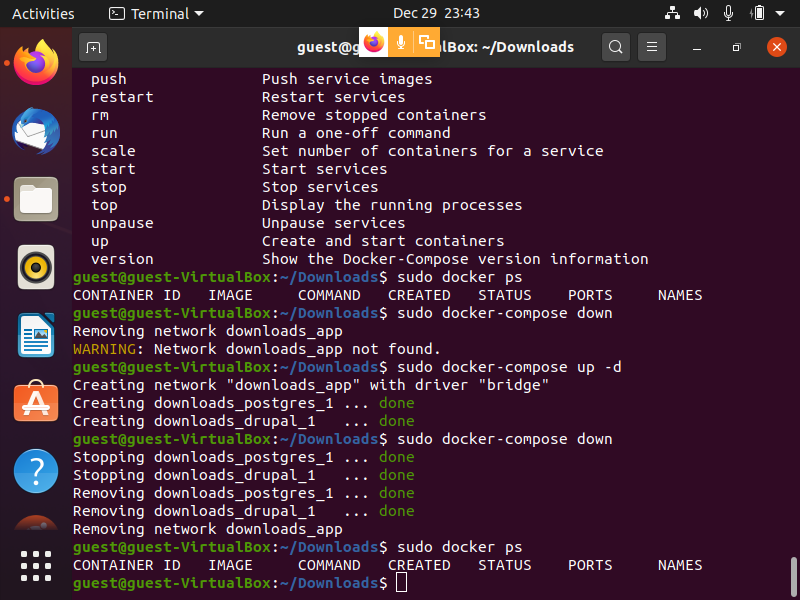 Activities Terminal Dec 29 23:43
guest@g lBox: ~/Downloads
push Push service images
restart Restart services
rm Remove stopped containers
run Run a one-off command
scale Set number of containers for a service
start Start services
stop Stop services
top Display the running processes
unpause Unpause services
up Create and start containers
version Show the Docker-Compose version information
guest@guest-VirtualBox:~/Downloads$ sudo docker ps
CONTAINER ID IMAGE COMMAND CREATED STATUS PORTS NAMES
guest@guest-VirtualBox:~/Downloads$ sudo docker-compose down
Removing network downloads_app
WARNING: Network downloads_app not found.
guest@guest-VirtualBox:~/Downloads$ sudo docker-compose up -d
Creating network "downloads_app" with driver "bridge"
Creating downloads_postgres_1 ... done
Creating downloads_drupal_1 ... done
guest@guest-VirtualBox:~/Downloads$ sudo docker-compose down
Stopping downloads_postgres_1 ... done
Stopping downloads_drupal_1 ... done
Removing downloads_postgres_1 ... done
Removing downloads_drupal_1 ... done
Removing network downloads_app
guest@guest-VirtualBox:~/Downloads$ sudo docker ps
CONTAINER ID IMAGE COMMAND CREATED STATUS PORTS NAMES
guest@guest-VirtualBox:~/Downloads$